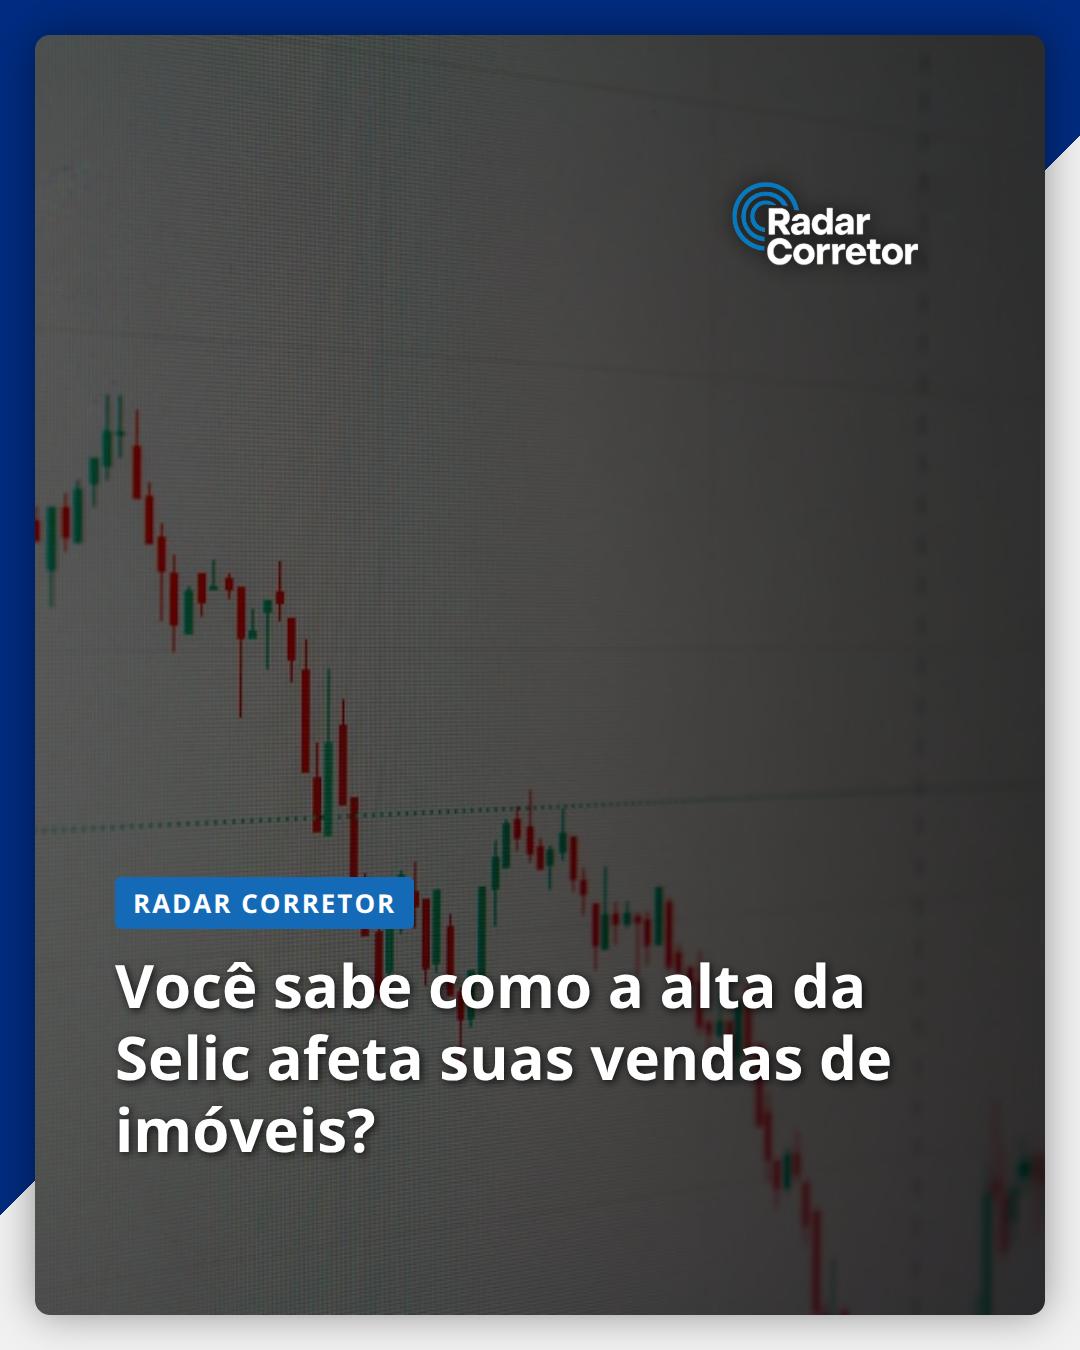 Radar
Corretor
RADAR CORRETOR
Você sabe como a alta da
Selic afeta suas vendas de
imóveis?